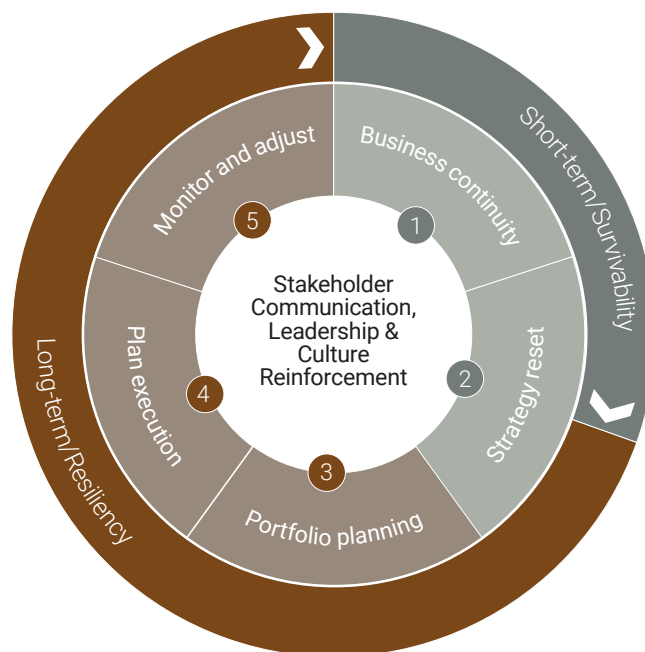 Short-term/Survivability
Long-term/Resiliency
1
Business continuity
2
Strategy reset
3
Portfolio planning
4
Plan execution
5
Monitor and adjust
Stakeholder
Communication,
Leadership &
Culture
Reinforcement